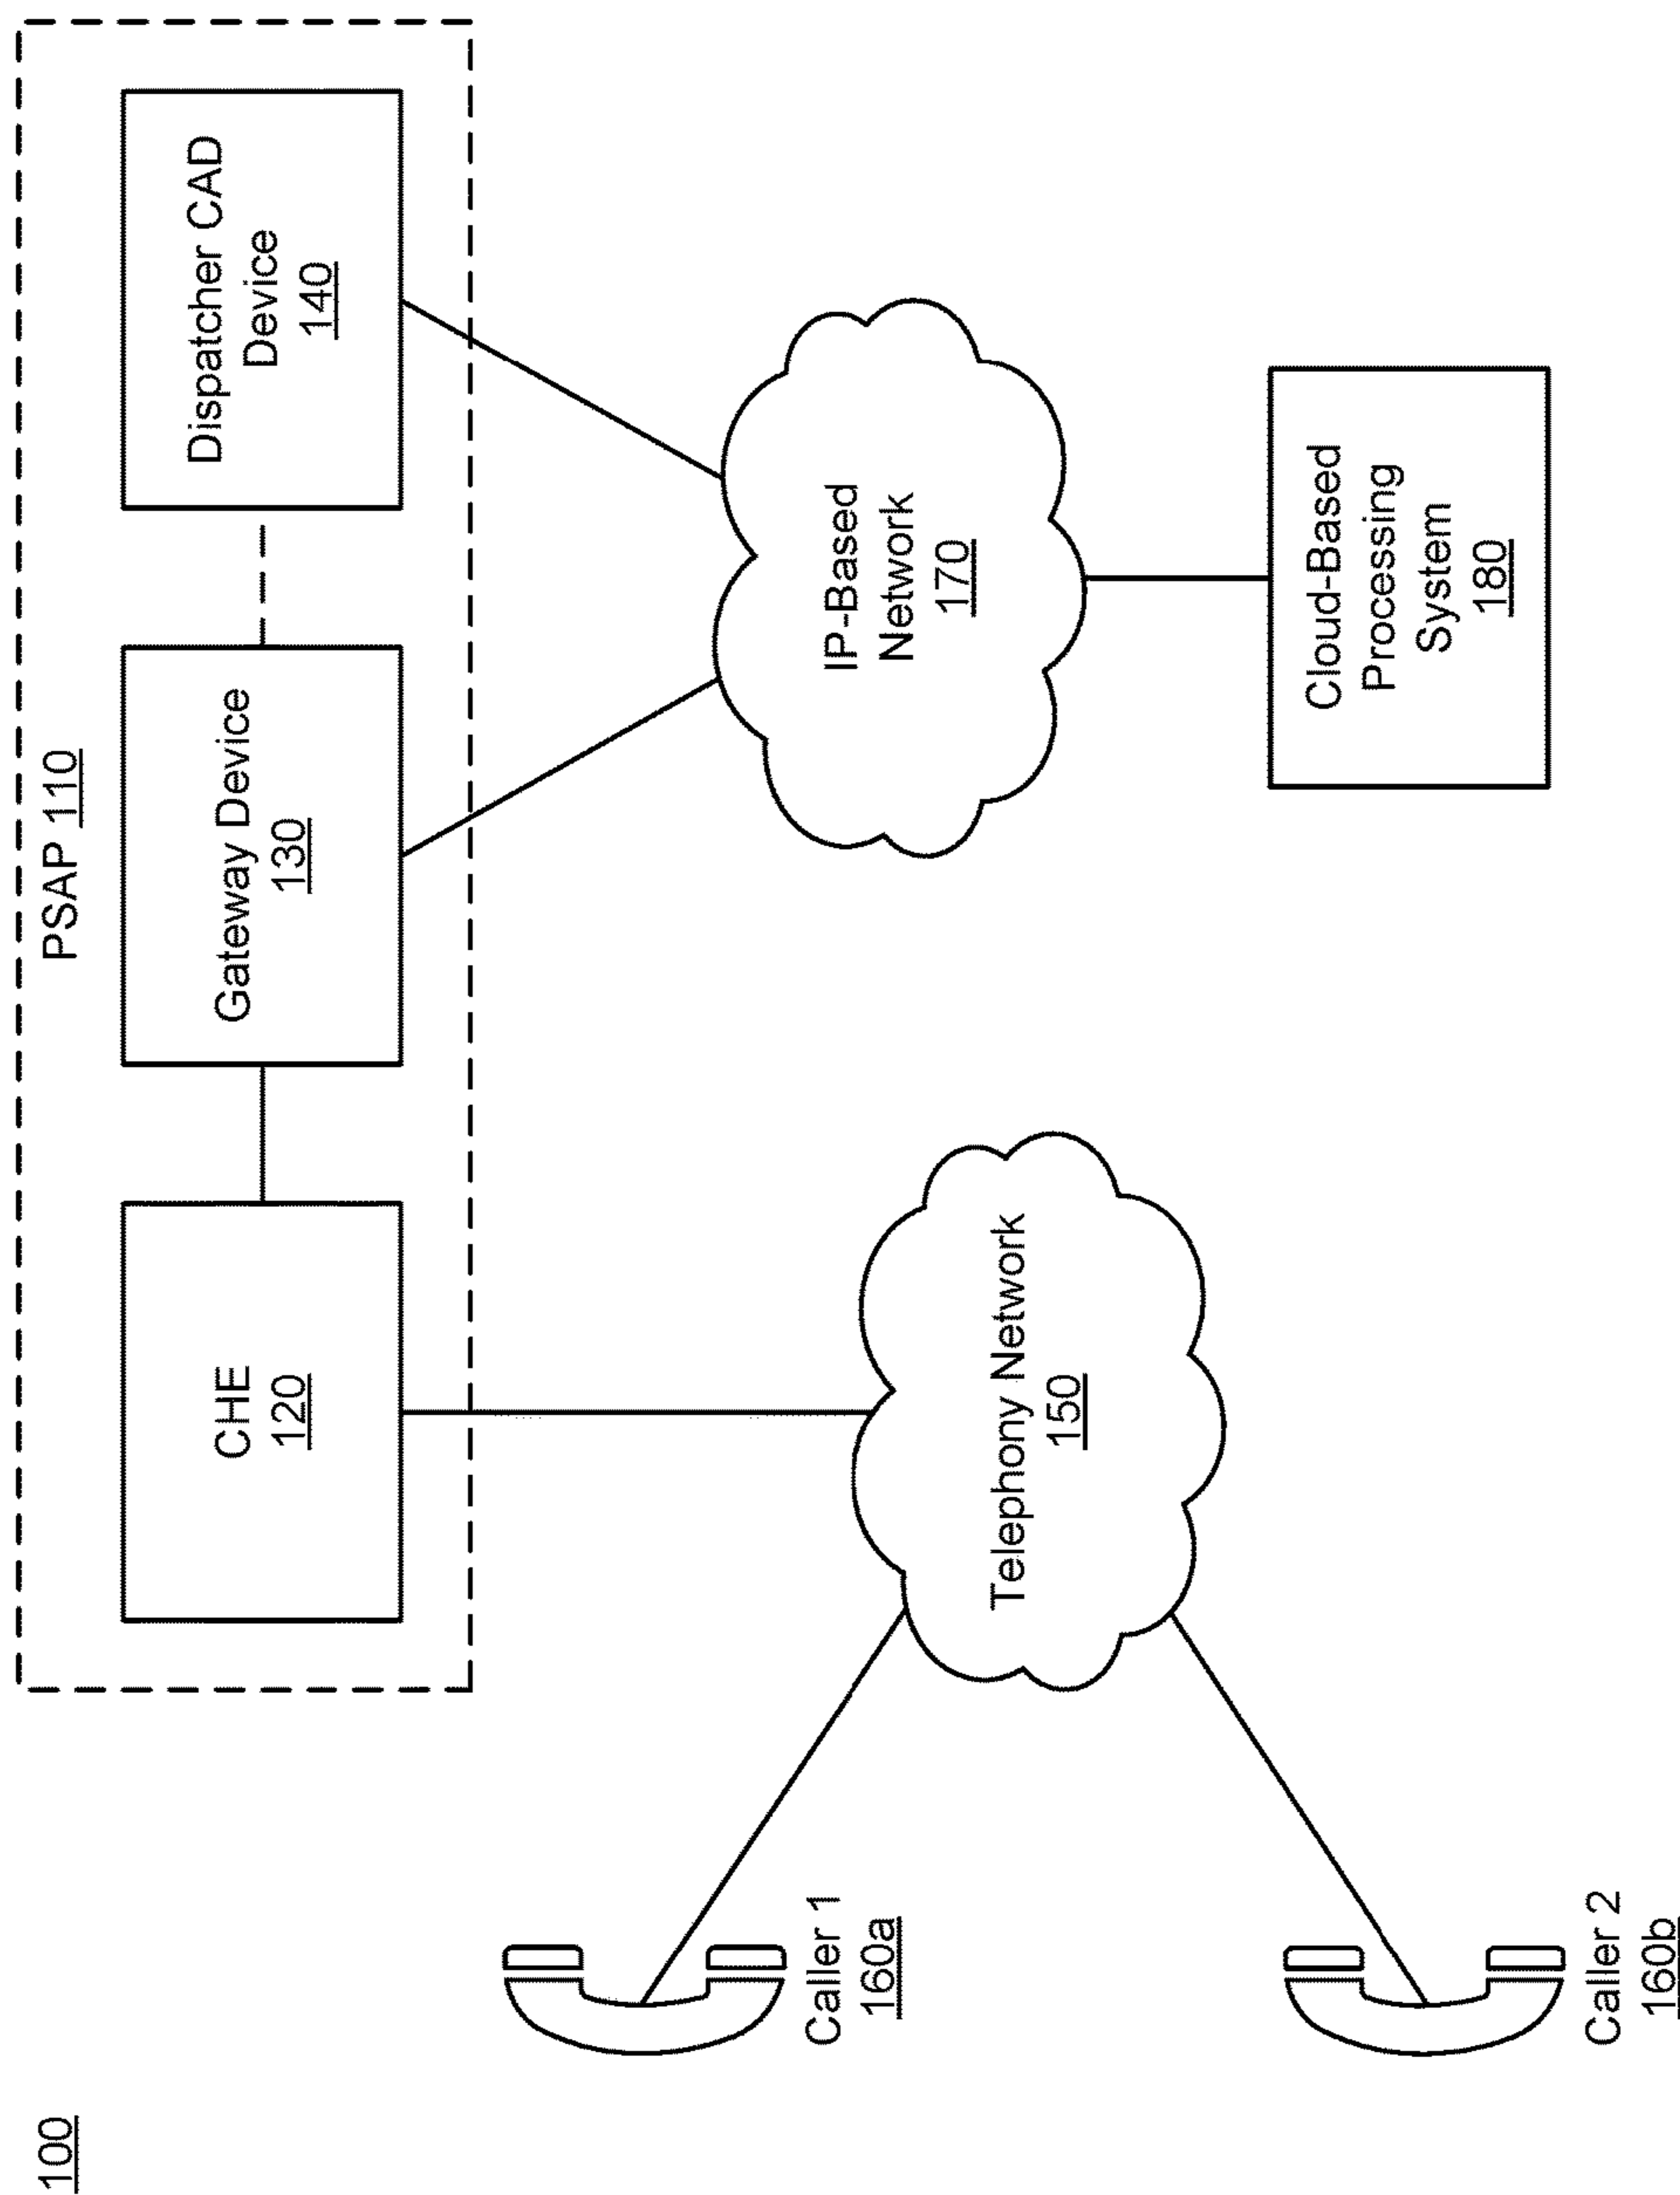 100
PSAP 110
CHE
120
Gateway Device
130
Dispatcher CAD
Device
140
Caller 1
160a
Telephony Network
150
IP-Based
Network
170
Caller 2
160b
Cloud-Based
Processing
System
180